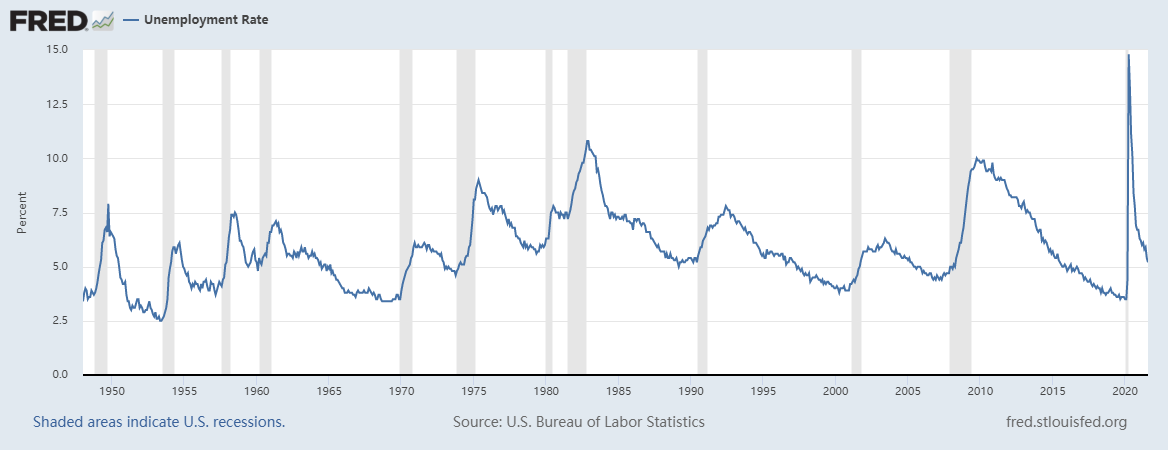 FRED
Unemployment Rate
15.0
12.5
10.0
7.5
5.0
2.5
0.0
Percent
1950 1955 1960 1965 1970 1975 1980 1985 1990 1995 2000 2005 2010 2015 2020
Shaded areas indicate U.S. recessions. Source: U.S. Bureau of Labor Statistics fred.stlouisfed.org